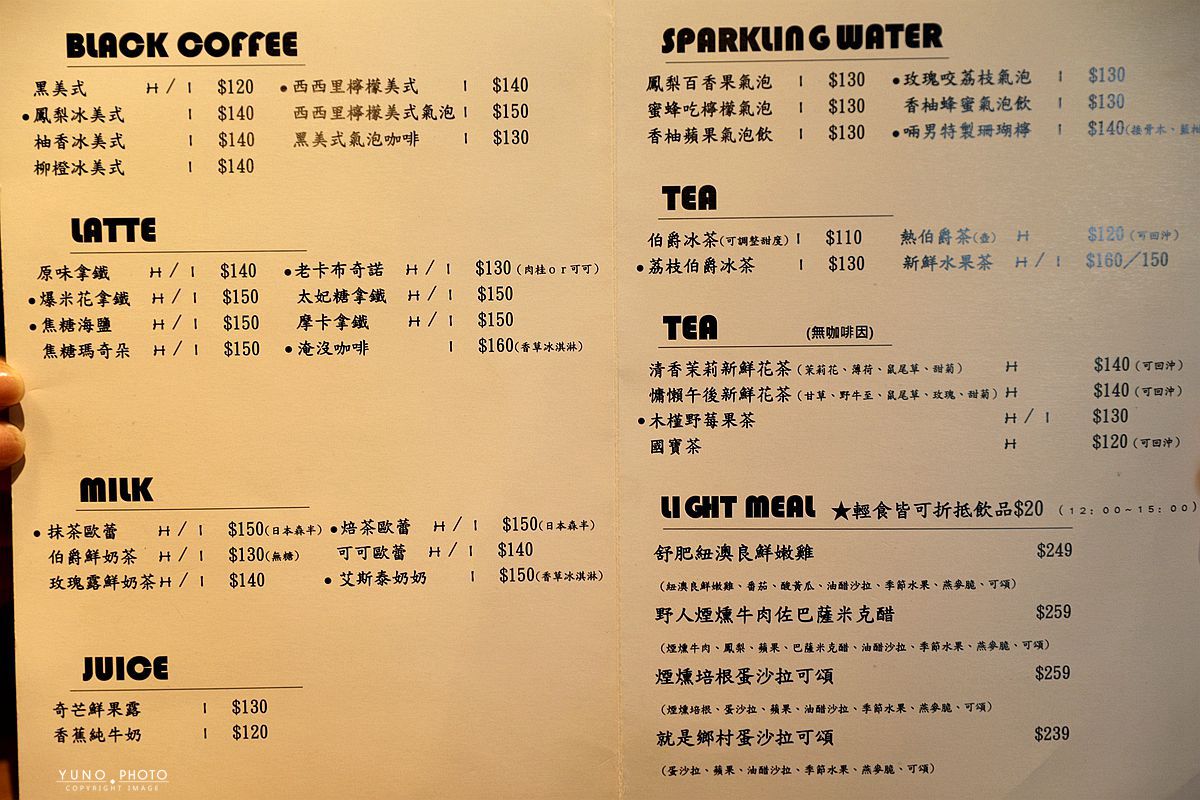 BLACK COFFEE
黑美式 H / I $120
●鳳梨冰美式 I $140
柚香冰美式 I $140
柳橙冰美式 I $140
●西西里檸檬美式 I $140
西西里檸檬美式氣泡 I $150
黑美式氣泡咖啡 I $130
LATTE
原味拿鐵 H / I $140
●爆米花拿鐵 H / I $150
●焦糖海鹽 H / I $150
焦糖瑪奇朵 H / I $150
●老卡布奇諾 H / I $130 (肉桂or可可)
太妃糖拿鐵 H / I $150
摩卡拿鐵 H / I $150
●淹沒咖啡 I $160(香草冰淇淋)
MILK
●抹茶歐蕾 H / I $150(日本森半)
伯爵鮮奶茶 H / I $130(無糖)
玫瑰露鮮奶茶 H / I $140
●焙茶歐蕾 H / I $150(日本森半)
可可歐蕾 H / I $140
●艾斯泰奶奶 I $150(香草冰淇淋)
JUICE
奇芒鮮果露 I $130
香蕉純牛奶 I $120
SPARKLING WATER
鳳梨百香果氣泡 I $130
蜜蜂吃檸檬氣泡 I $130
香柚蘋果氣泡飲 I $130
●玫瑰咬荔枝氣泡 I $130
香柚蜂蜜氣泡飲 I $130
●兩男特製珊瑚檸 I $140(接骨木、藍柑
TEA
伯爵冰茶(可調整甜度) I $110
●荔枝伯爵冰茶 I $130
熱伯爵茶(壺) H $120 (可回沖)
新鮮水果茶 H / I $160／150
TEA (無咖啡因)
清香茉莉新鮮花茶 (茉莉花、薄荷、鼠尾草、甜菊) H $140 (可回沖)
慵懶午後新鮮花茶 (甘草、野牛至、鼠尾草、玫瑰、甜菊) H $140 (可回沖)
●木槿野莓果茶 H / I $130
國寶茶 H $120 (可回沖)
LIGHT MEAL ★輕食皆可折抵飲品$20 (12：00~15：00)
舒肥紐澳良鮮嫩雞 $249
(紐澳良鮮嫩雞、番茄、酸黃瓜、油醋沙拉、季節水果、燕麥脆、可頌)
野人煙燻牛肉佐巴薩米克醋 $259
(煙燻牛肉、鳳梨、蘋果、巴薩米克醋、油醋沙拉、季節水果、燕麥脆、可頌)
煙燻培根蛋沙拉可頌 $259
(煙燻培根、蛋沙拉、蘋果、油醋沙拉、季節水果、燕麥脆、可頌)
就是鄉村蛋沙拉可頌 $239
(蛋沙拉、蘋果、油醋沙拉、季節水果、燕麥脆、可頌)
YUNO PHOTO
COPYRIGHT IMAGE